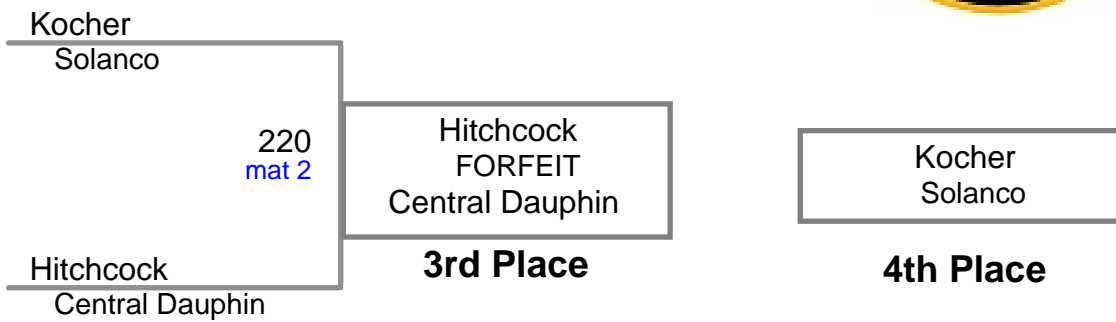 Kocher
Solanco
220
mat 2
Hitchcock
Central Dauphin
Hitchcock
FORFEIT
Central Dauphin
3rd Place
Kocher
Solanco
4th Place